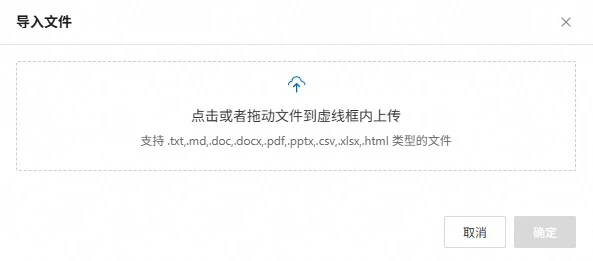 导入文件
点击或者拖动文件到虚线框内上传
支持 .txt,.md,.doc,.docx,.pdf,.pptx,.csv,.xlsx,.html 类型的文件
取消
确定